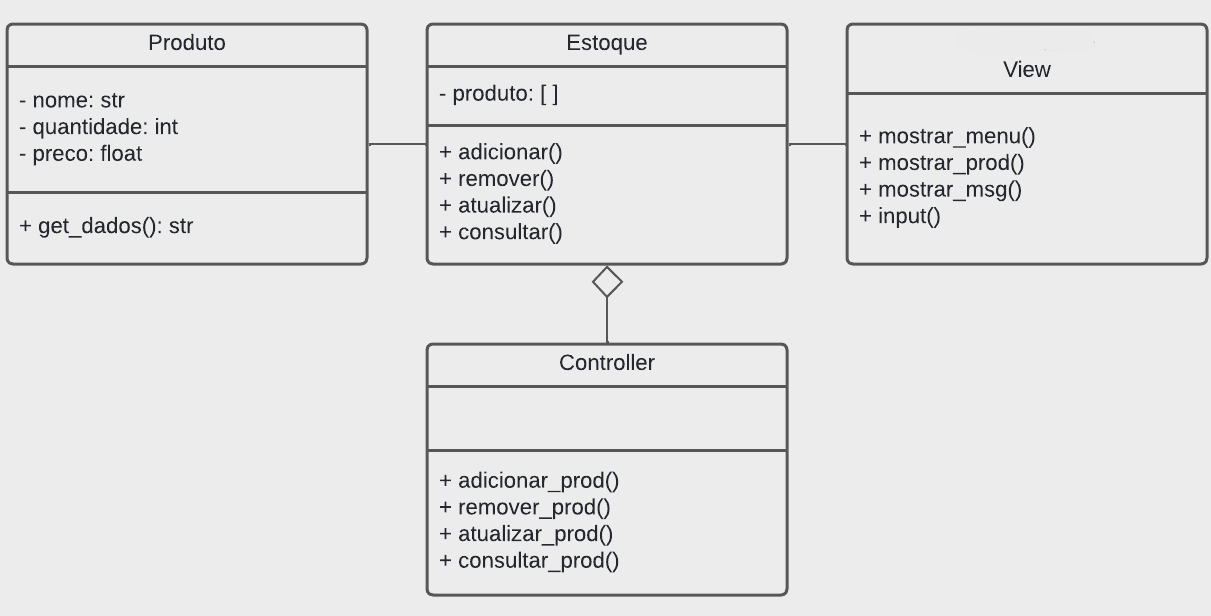 Produto
- nome: str
- quantidade: int
- preco: float
+ get_dados(): str
Estoque
- produto: [ ]
+ adicionar()
+ remover()
+ atualizar()
+ consultar()
View
+ mostrar_menu()
+ mostrar_prod()
+ mostrar_msg()
+ input()
Controller
+ adicionar_prod()
+ remover_prod()
+ atualizar_prod()
+ consultar_prod()